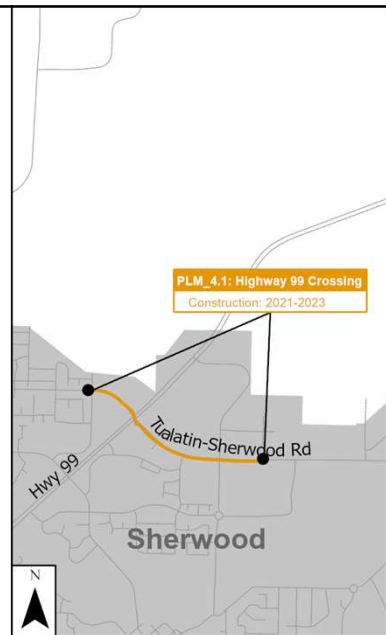 PLM_4.1: Highway 99 Crossing
Construction: 2021-2023
Tualatin-Sherwood Rd
Hwy 99
Sherwood
N